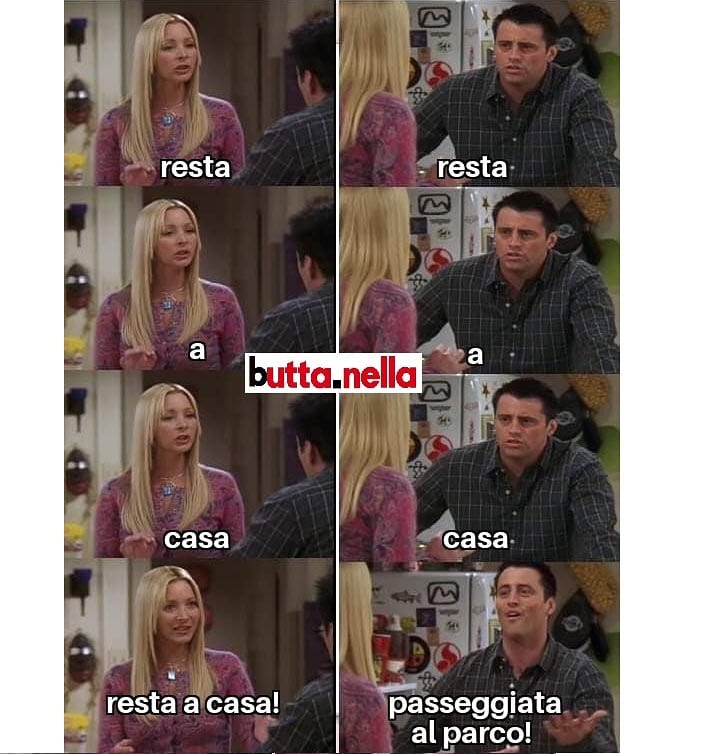 resta
resta
a
a
butta.nella
casa
casa
resta a casa!
passeggiata
al parco!